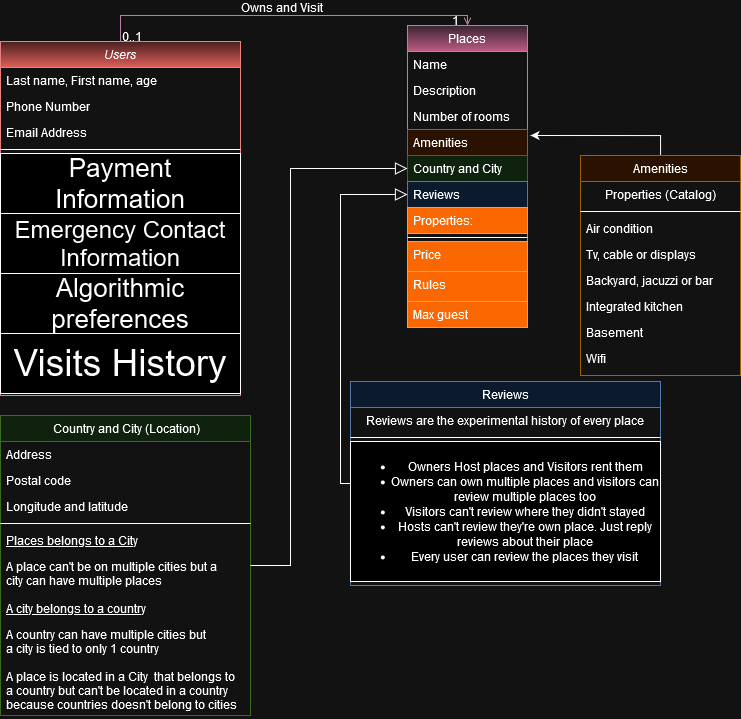 Owns and Visit
0..1
1
Users
Last name, First name, age
Phone Number
Email Address
Payment
Information
Emergency Contact
Information
Algorithmic
preferences
Visits History
Places
Name
Description
Number of rooms
Amenities
Country and City
Reviews
Properties:
Price
Rules
Max guest
Amenities
Properties (Catalog)
Air condition
Tv, cable or displays
Backyard, jacuzzi or bar
Integrated kitchen
Basement
Wifi
Reviews
Reviews are the experimental history of every place
• Owners Host places and Visitors rent them
• Owners can own multiple places and visitors can
review multiple places too
• Visitors can't review where they didn't stayed
• Hosts can't review they're own place. Just reply
reviews about their place
• Every user can review the places they visit
Country and City (Location)
Address
Postal code
Longitude and latitude
Places belongs to a City
A place can't be on multiple cities but a
city can have multiple places
A city belongs to a country
A country can have multiple cities but
a city is tied to only 1 country
A place is located in a City that belongs to
a country but can't be located in a country
because countries doesn't belong to cities